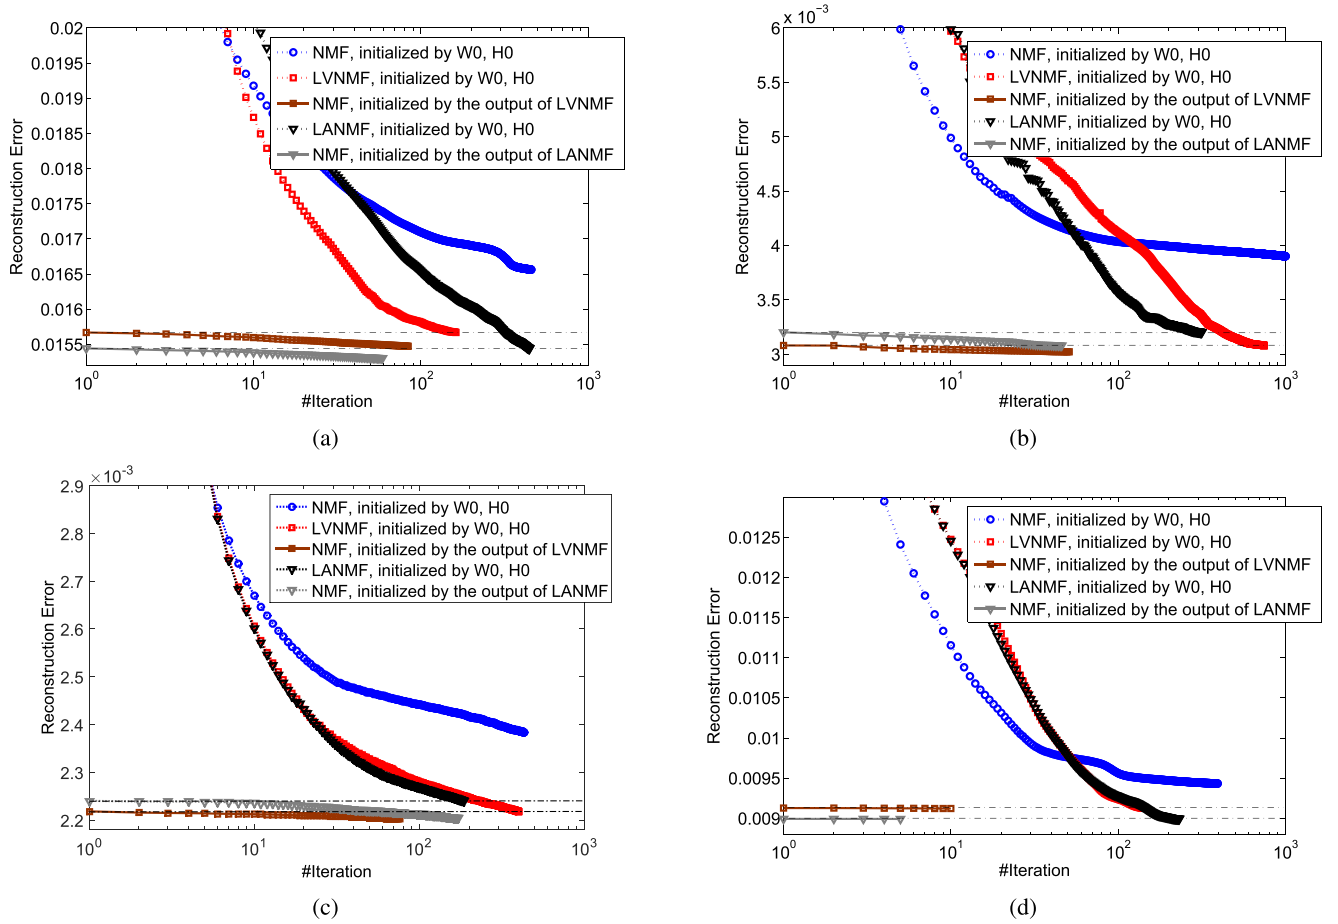 0.02
0.0195
0.019
0.0185
0.018
0.0175
0.017
0.0165
0.016
0.0155
Reconstruction Error
NMF, initialized by W0, H0
LVNMF, initialized by W0, H0
NMF, initialized by the output of LVNMF
LANMF, initialized by W0, H0
NMF, initialized by the output of LANMF
10^0 10^1 10^2 10^3
#Iteration
(a)
6 x 10^−3
5.5
5
4.5
4
3.5
3
Reconstruction Error
NMF, initialized by W0, H0
LVNMF, initialized by W0, H0
NMF, initialized by the output of LVNMF
LANMF, initialized by W0, H0
NMF, initialized by the output of LANMF
10^0 10^1 10^2 10^3
#Iteration
(b)
×10^-3
2.9
2.8
2.7
2.6
2.5
2.4
2.3
2.2
Reconstruction Error
NMF, initialized by W0, H0
LVNMF, initialized by W0, H0
NMF, initialized by the output of LVNMF
LANMF, initialized by W0, H0
NMF, initialized by the output of LANMF
10^0 10^1 10^2 10^3
#Iteration
(c)
0.0125
0.012
0.0115
0.011
0.0105
0.01
0.0095
0.009
Reconstruction Error
NMF, initialized by W0, H0
LVNMF, initialized by W0, H0
NMF, initialized by the output of LVNMF
LANMF, initialized by W0, H0
NMF, initialized by the output of LANMF
10^0 10^1 10^2 10^3
#Iteration
(d)